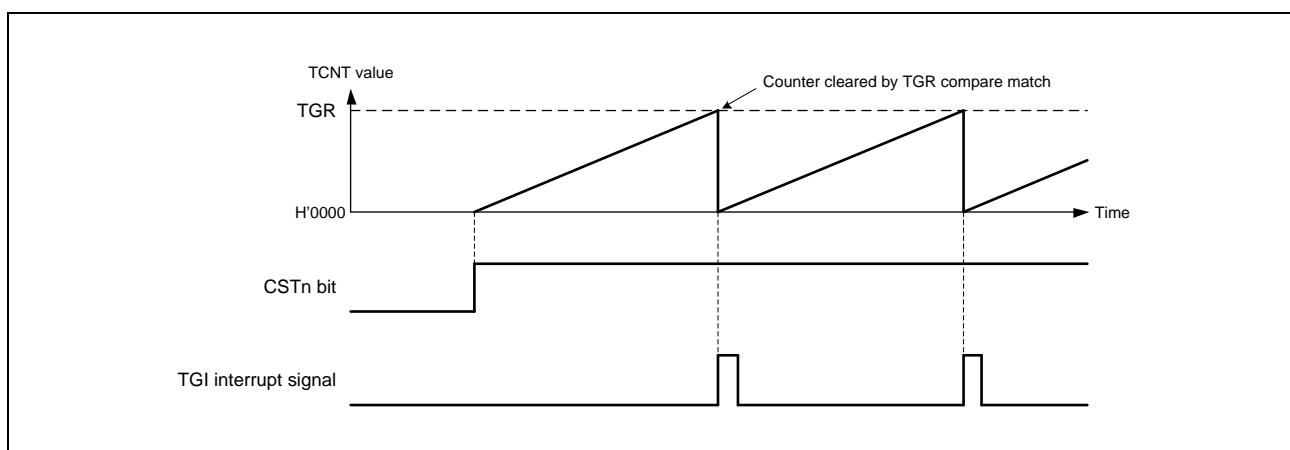 TCNT value
Counter cleared by TGR compare match
TGR
H'0000
Time
CSTn bit
TGI interrupt signal